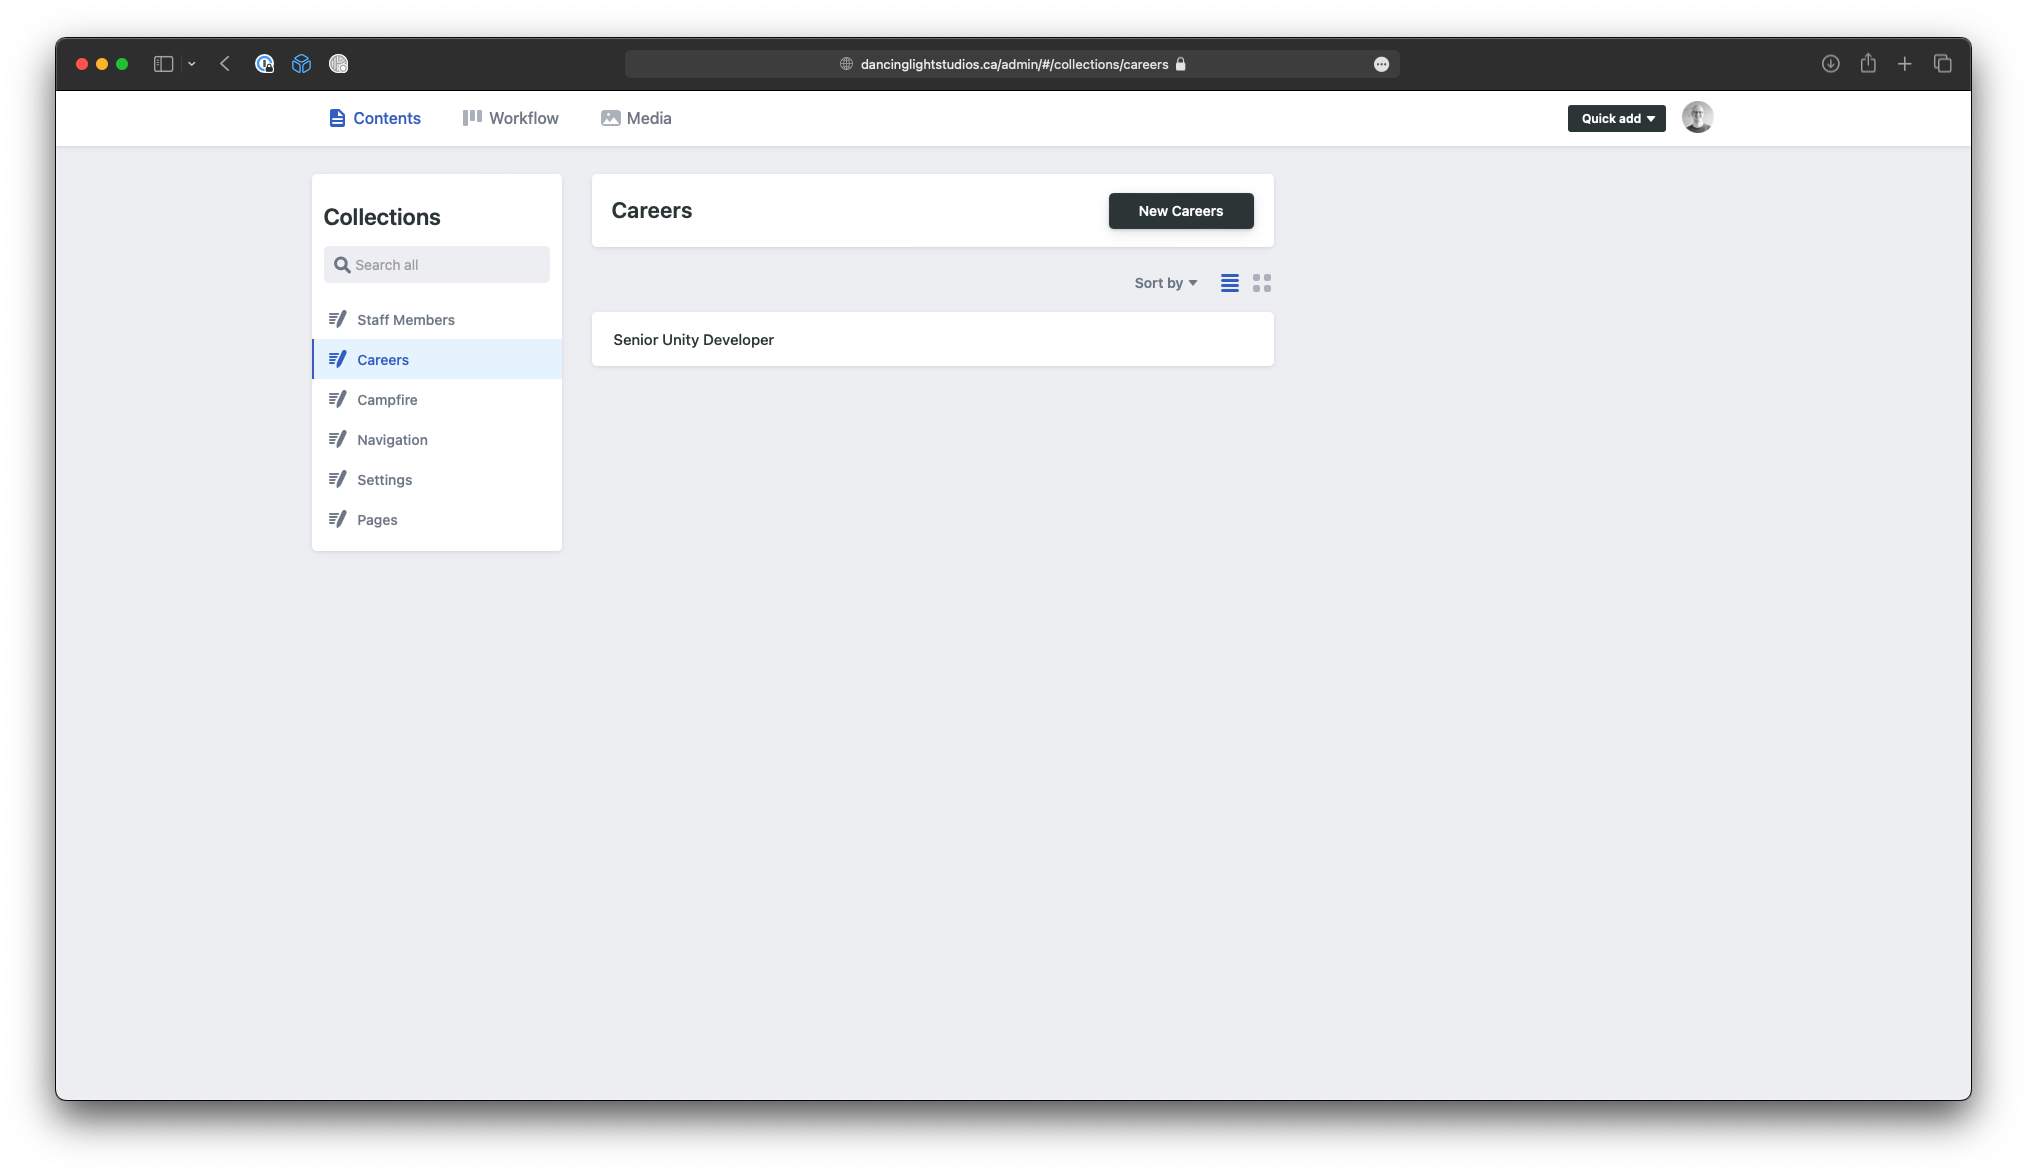 dancinglightstudios.ca/admin/#/collections/careers
Contents
Workflow
Media
Quick add
Collections
Search all
Staff Members
Careers
Campfire
Navigation
Settings
Pages
Careers
New Careers
Sort by
Senior Unity Developer